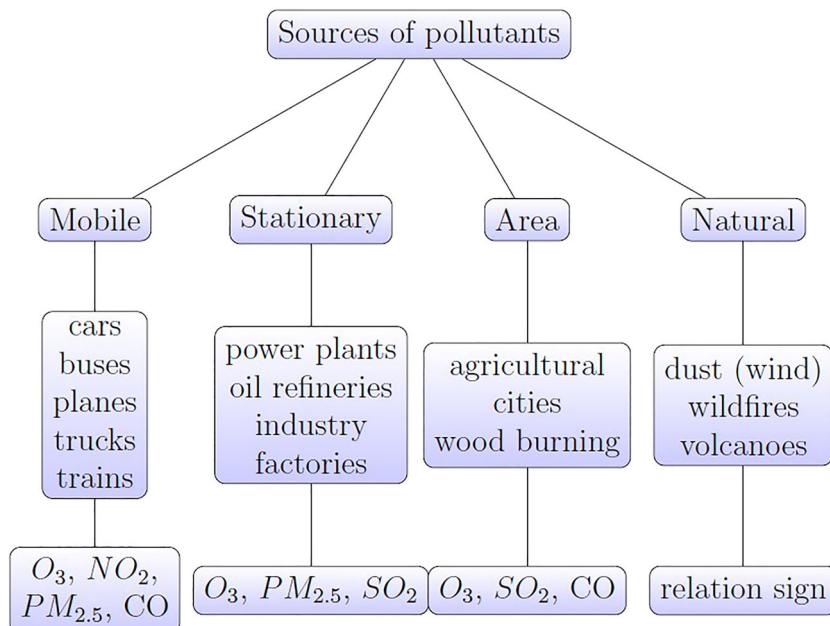 Sources of pollutants
Mobile
Stationary
Area
Natural
cars
buses
planes
trucks
trains
power plants
oil refineries
industry
factories
agricultural
cities
wood burning
dust (wind)
wildfires
volcanoes
O₃, NO₂,
PM₂.₅, CO
O₃, PM₂.₅, SO₂
O₃, SO₂, CO
relation sign